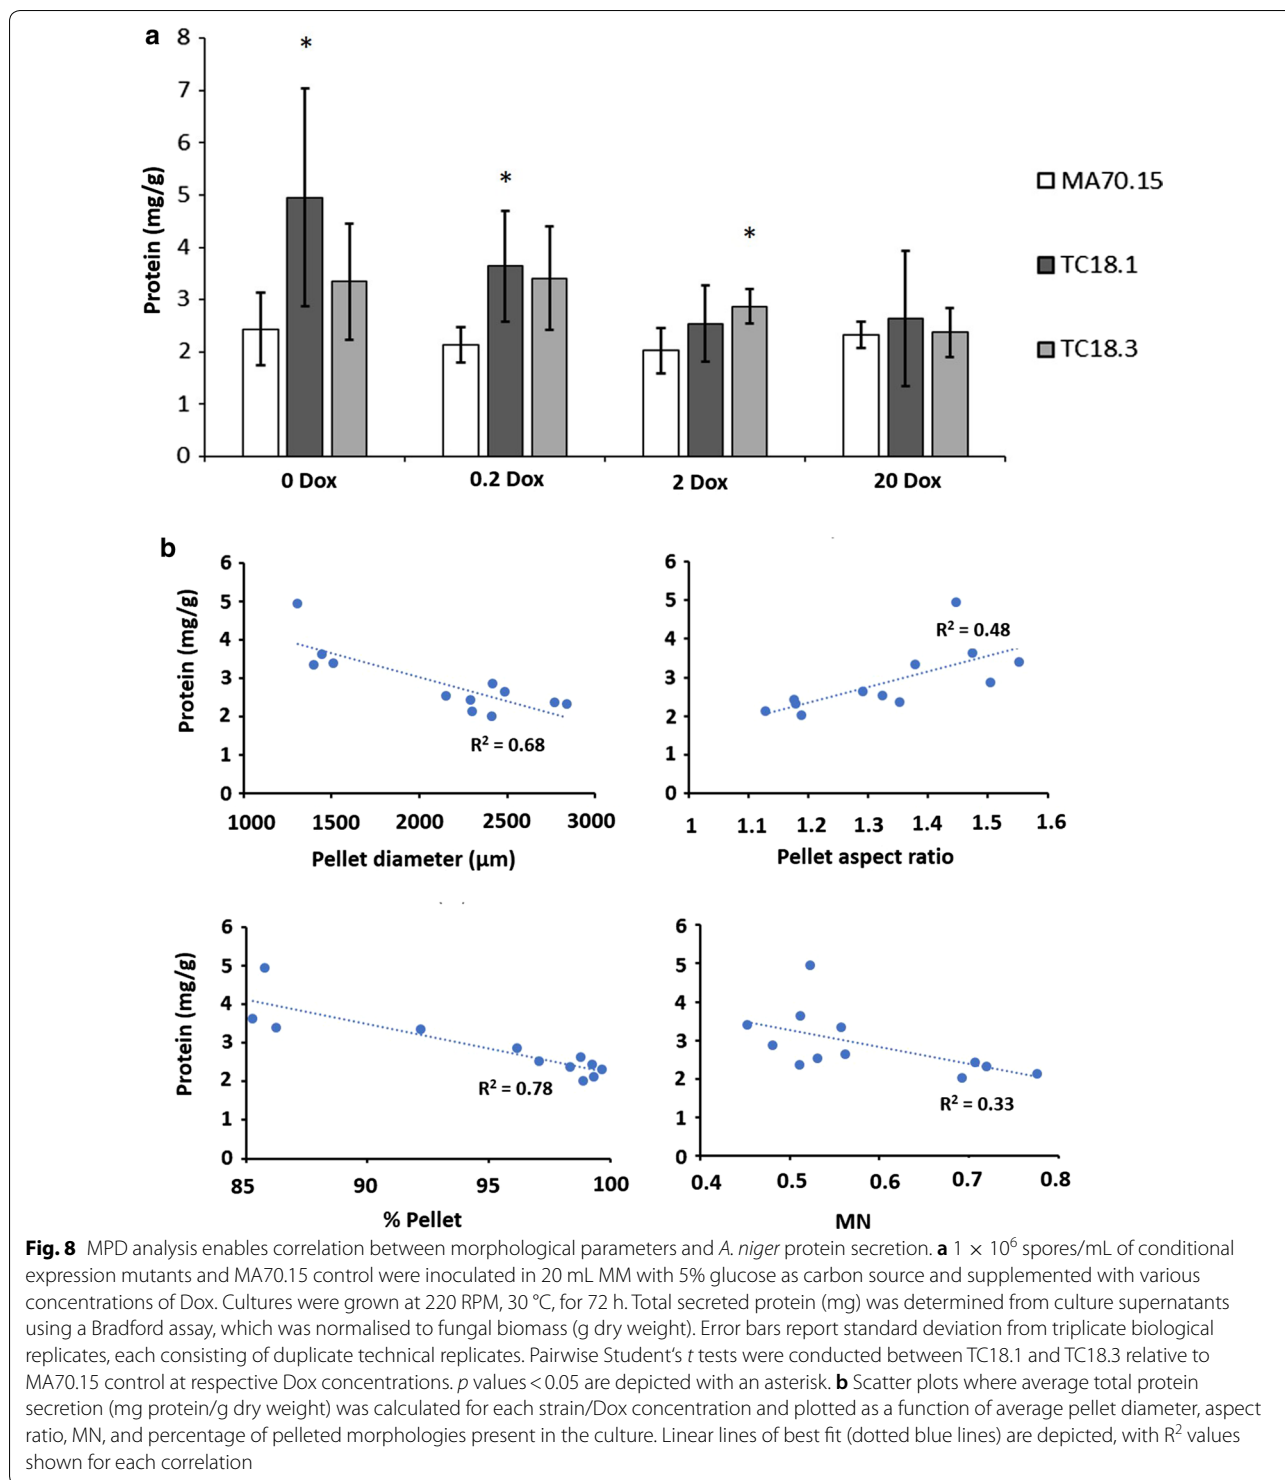 a
8
7
6
5
4
3
2
1
0
Protein (mg/g)
*
*
*
0 Dox
0.2 Dox
2 Dox
20 Dox
MA70.15
TC18.1
TC18.3
b
6
5
4
3
2
1
0
Protein (mg/g)
R² = 0.68
1000 1500 2000 2500 3000
Pellet diameter (µm)
6
5
4
3
2
1
0
R² = 0.48
1 1.1 1.2 1.3 1.4 1.5 1.6
Pellet aspect ratio
6
5
4
3
2
1
0
Protein (mg/g)
R² = 0.78
85 90 95 100
% Pellet
6
5
4
3
2
1
0
R² = 0.33
0.4 0.5 0.6 0.7 0.8
MN
Fig. 8 MPD analysis enables correlation between morphological parameters and A. niger protein secretion. a 1 × 10⁶ spores/mL of conditional
expression mutants and MA70.15 control were inoculated in 20 mL MM with 5% glucose as carbon source and supplemented with various
concentrations of Dox. Cultures were grown at 220 RPM, 30 °C, for 72 h. Total secreted protein (mg) was determined from culture supernatants
using a Bradford assay, which was normalised to fungal biomass (g dry weight). Error bars report standard deviation from triplicate biological
replicates, each consisting of duplicate technical replicates. Pairwise Student's t tests were conducted between TC18.1 and TC18.3 relative to
MA70.15 control at respective Dox concentrations. p values < 0.05 are depicted with an asterisk. b Scatter plots where average total protein
secretion (mg protein/g dry weight) was calculated for each strain/Dox concentration and plotted as a function of average pellet diameter, aspect
ratio, MN, and percentage of pelleted morphologies present in the culture. Linear lines of best fit (dotted blue lines) are depicted, with R² values
shown for each correlation